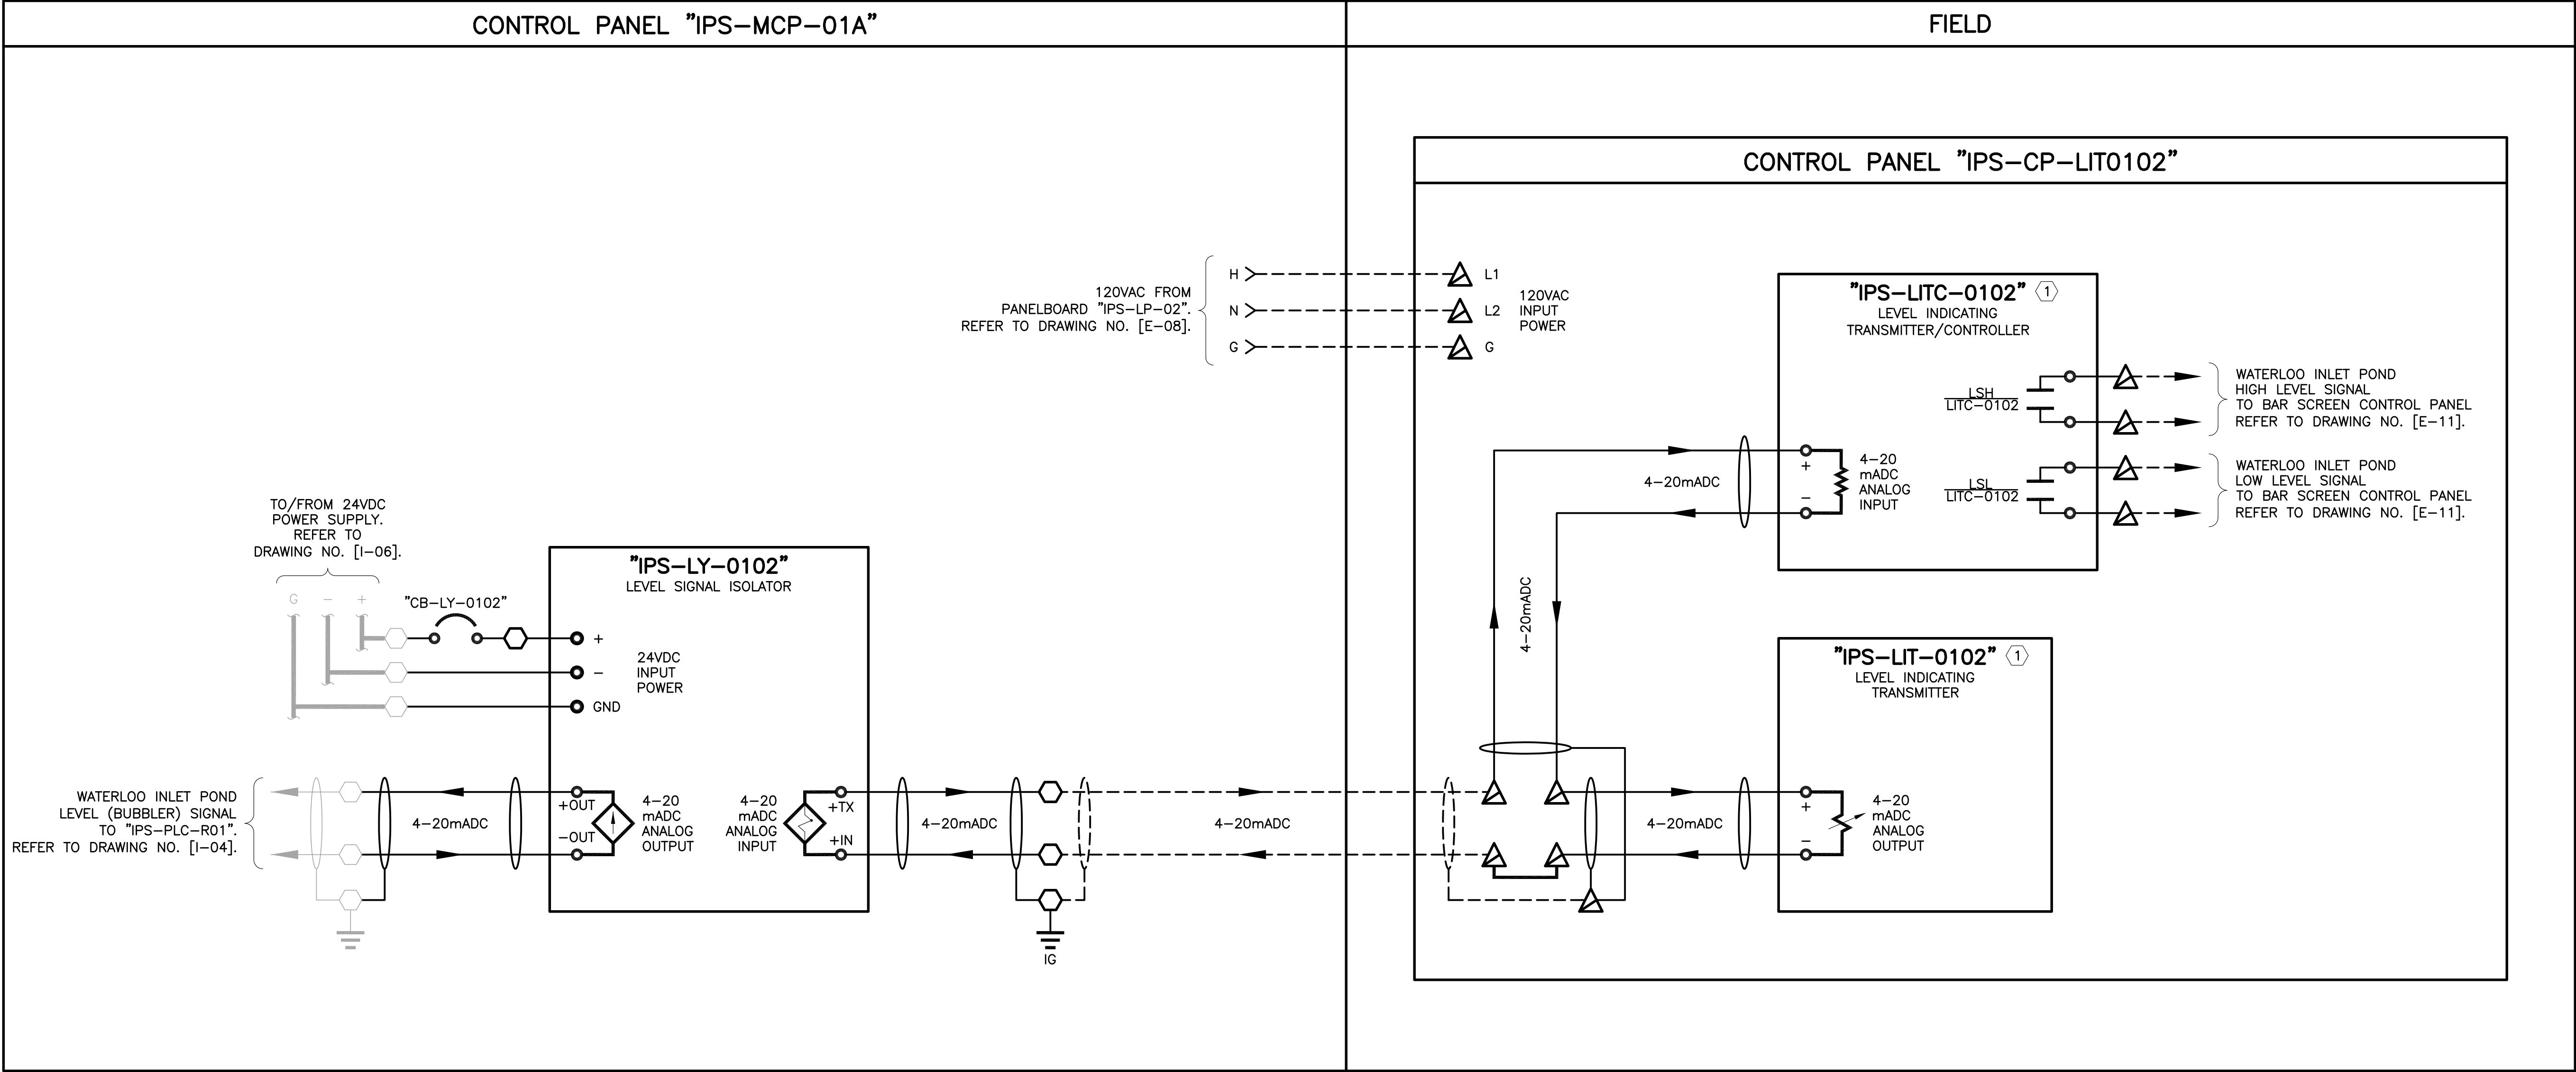 CONTROL PANEL "IPS-MCP-01A"
FIELD
CONTROL PANEL "IPS-CP-LIT0102"
120VAC FROM
PANELBOARD "IPS-LP-02".
REFER TO DRAWING NO. [E-08].
H
N
G
L1
L2
G
120VAC
INPUT
POWER
"IPS-LITC-0102" 1
LEVEL INDICATING
TRANSMITTER/CONTROLLER
LSH
LITC-0102
LSL
LITC-0102
WATERLOO INLET POND
HIGH LEVEL SIGNAL
TO BAR SCREEN CONTROL PANEL
REFER TO DRAWING NO. [E-11].
WATERLOO INLET POND
LOW LEVEL SIGNAL
TO BAR SCREEN CONTROL PANEL
REFER TO DRAWING NO. [E-11].
4-20mADC
+
-
4-20
mADC
ANALOG
INPUT
4-20mADC
TO/FROM 24VDC
POWER SUPPLY.
REFER TO
DRAWING NO. [I-06].
G - +
"CB-LY-0102"
"IPS-LY-0102"
LEVEL SIGNAL ISOLATOR
+
-
GND
24VDC
INPUT
POWER
WATERLOO INLET POND
LEVEL (BUBBLER) SIGNAL
TO "IPS-PLC-R01".
REFER TO DRAWING NO. [I-04].
4-20mADC
+OUT
-OUT
4-20
mADC
ANALOG
OUTPUT
4-20
mADC
ANALOG
INPUT
+TX
+IN
4-20mADC
IG
4-20mADC
4-20mADC
"IPS-LIT-0102" 1
LEVEL INDICATING
TRANSMITTER
+
-
4-20
mADC
ANALOG
OUTPUT